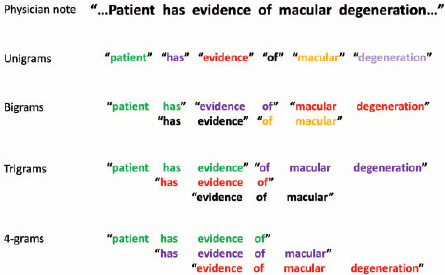 Physician note “...Patient has evidence of macular degeneration...”
Unigrams “patient” “has” “evidence” “of” “macular” “degeneration”
Bigrams “patient has” “evidence of” “macular degeneration”
“has evidence” “of macular”
Trigrams “patient has evidence” “of macular degeneration”
“has evidence of”
“evidence of macular”
4-grams “patient has evidence of”
“has evidence of macular”
“evidence of macular degeneration”